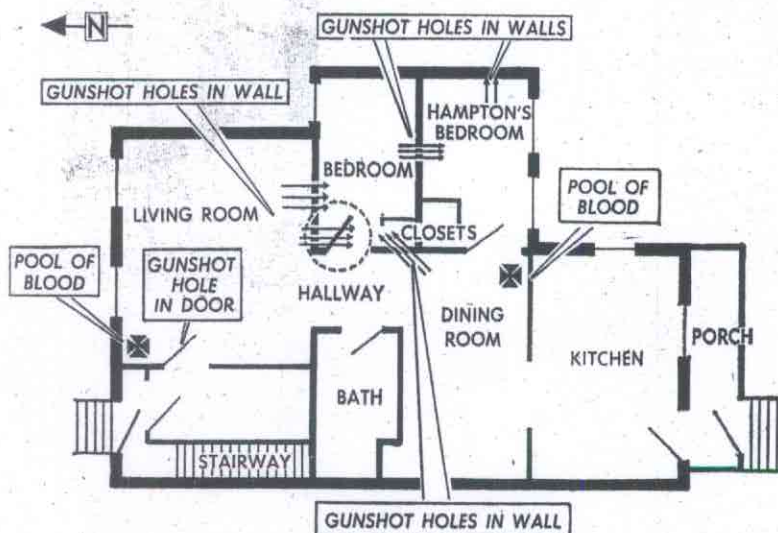 N
GUNSHOT HOLES IN WALLS
GUNSHOT HOLES IN WALL
HAMPTON'S
BEDROOM
BEDROOM
POOL OF
BLOOD
LIVING ROOM
CLOSETS
POOL OF
BLOOD
GUNSHOT
HOLE
IN DOOR
HALLWAY
DINING
ROOM
PORCH
KITCHEN
BATH
STAIRWAY
GUNSHOT HOLES IN WALL